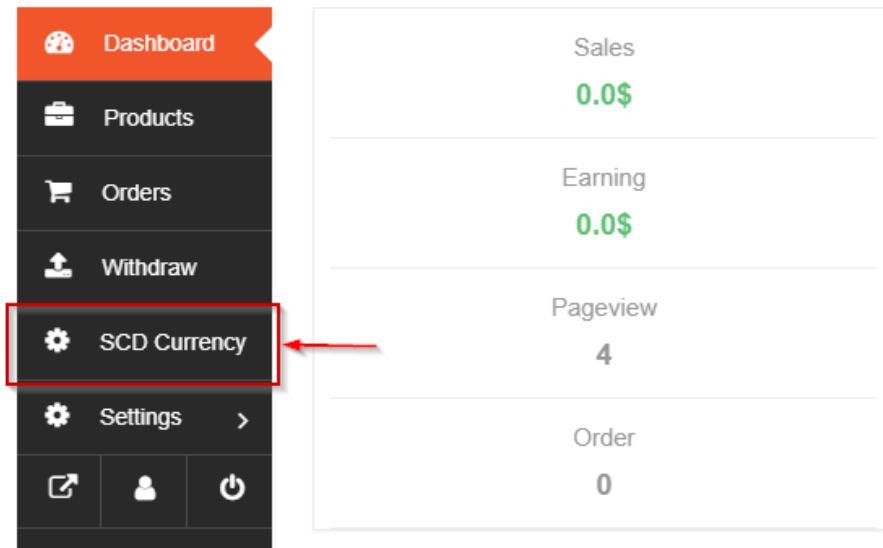 Dashboard
Products
Orders
Withdraw
SCD Currency
Settings
Sales
0.0$
Earning
0.0$
Pageview
4
Order
0